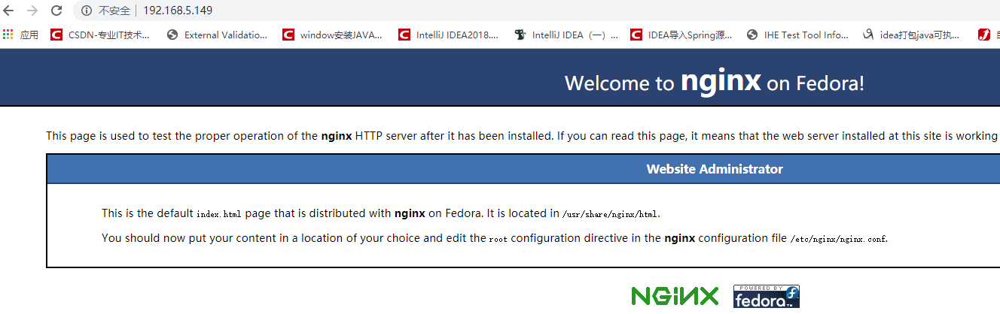 不安全 | 192.168.5.149
应用 CSDN-专业IT技术... External Validatio... window安装JAVA... IntelliJ IDEA2018.... IntelliJ IDEA（一）... IDEA导入Spring源... IHE Test Tool Info... idea打包java可执...
Welcome to nginx on Fedora!
This page is used to test the proper operation of the nginx HTTP server after it has been installed. If you can read this page, it means that the web server installed at this site is working
Website Administrator
This is the default index.html page that is distributed with nginx on Fedora. It is located in /usr/share/nginx/html.
You should now put your content in a location of your choice and edit the root configuration directive in the nginx configuration file /etc/nginx/nginx.conf.
NGINX POWERED BY fedora™